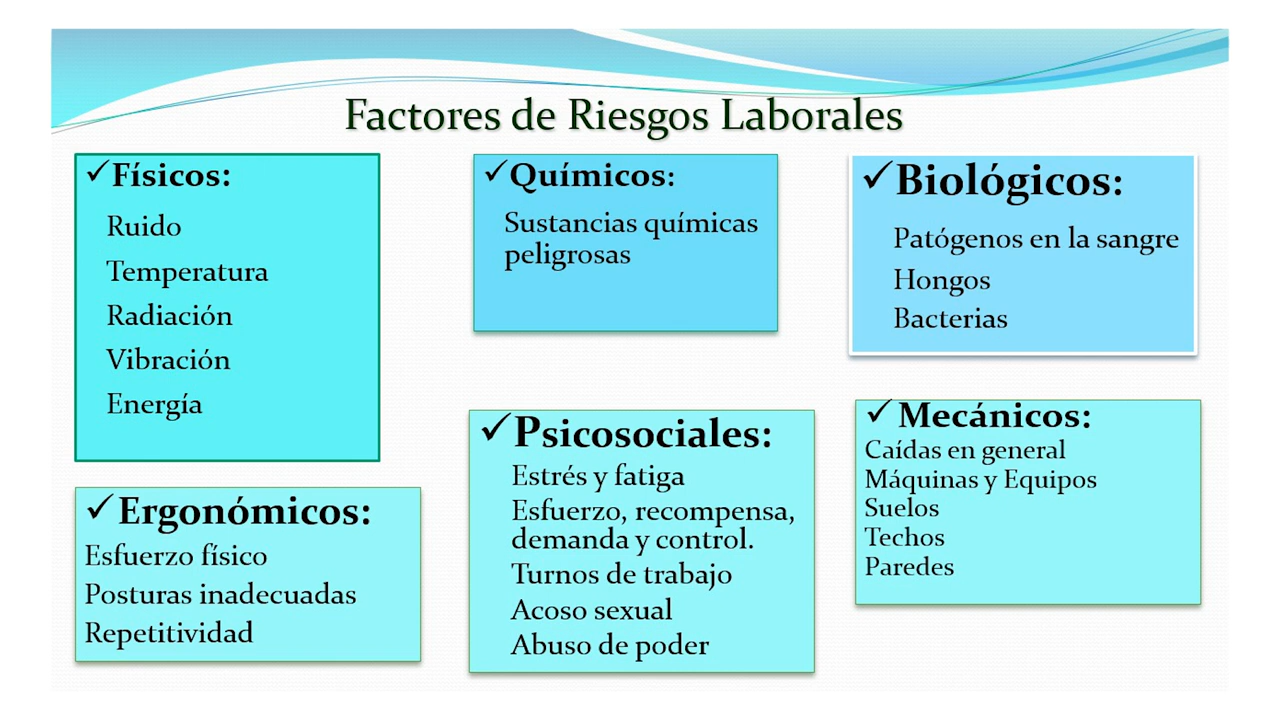 Factores de Riesgos Laborales
✓Físicos:
Ruido
Temperatura
Radiación
Vibración
Energía
✓Químicos:
Sustancias químicas
peligrosas
✓Biológicos:
Patógenos en la sangre
Hongos
Bacterias
✓Ergonómicos:
Esfuerzo físico
Posturas inadecuadas
Repetitividad
✓Psicosociales:
Estrés y fatiga
Esfuerzo, recompensa,
demanda y control.
Turnos de trabajo
Acoso sexual
Abuso de poder
✓Mecánicos:
Caídas en general
Máquinas y Equipos
Suelos
Techos
Paredes